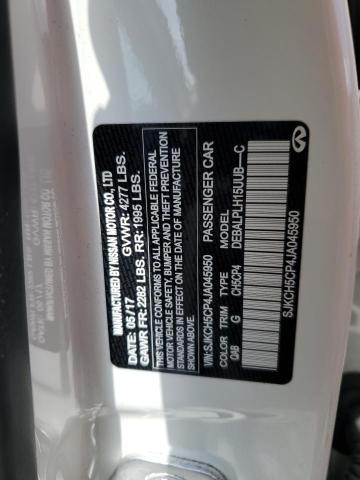 MANUFACTURED BY NISSAN MOTOR CO., LTD
DATE: 05/17 GVWR: 4277 LBS.
GAWR FR: 2282 LBS. RR: 1995 LBS.
THIS VEHICLE CONFORMS TO ALL APPLICABLE FEDERAL
MOTOR VEHICLE SAFETY, BUMPER AND THEFT PREVENTION
STANDARDS IN EFFECT ON THE DATE OF MANUFACTURE
SHOWN ABOVE.
VIN: SJKCH5CP4JA045950 PASSENGER CAR
COLOR TRIM TYPE MODEL
QAB G CH5CP4 DEBALPLH15UUB---C
SJKCH5CP4JA045950